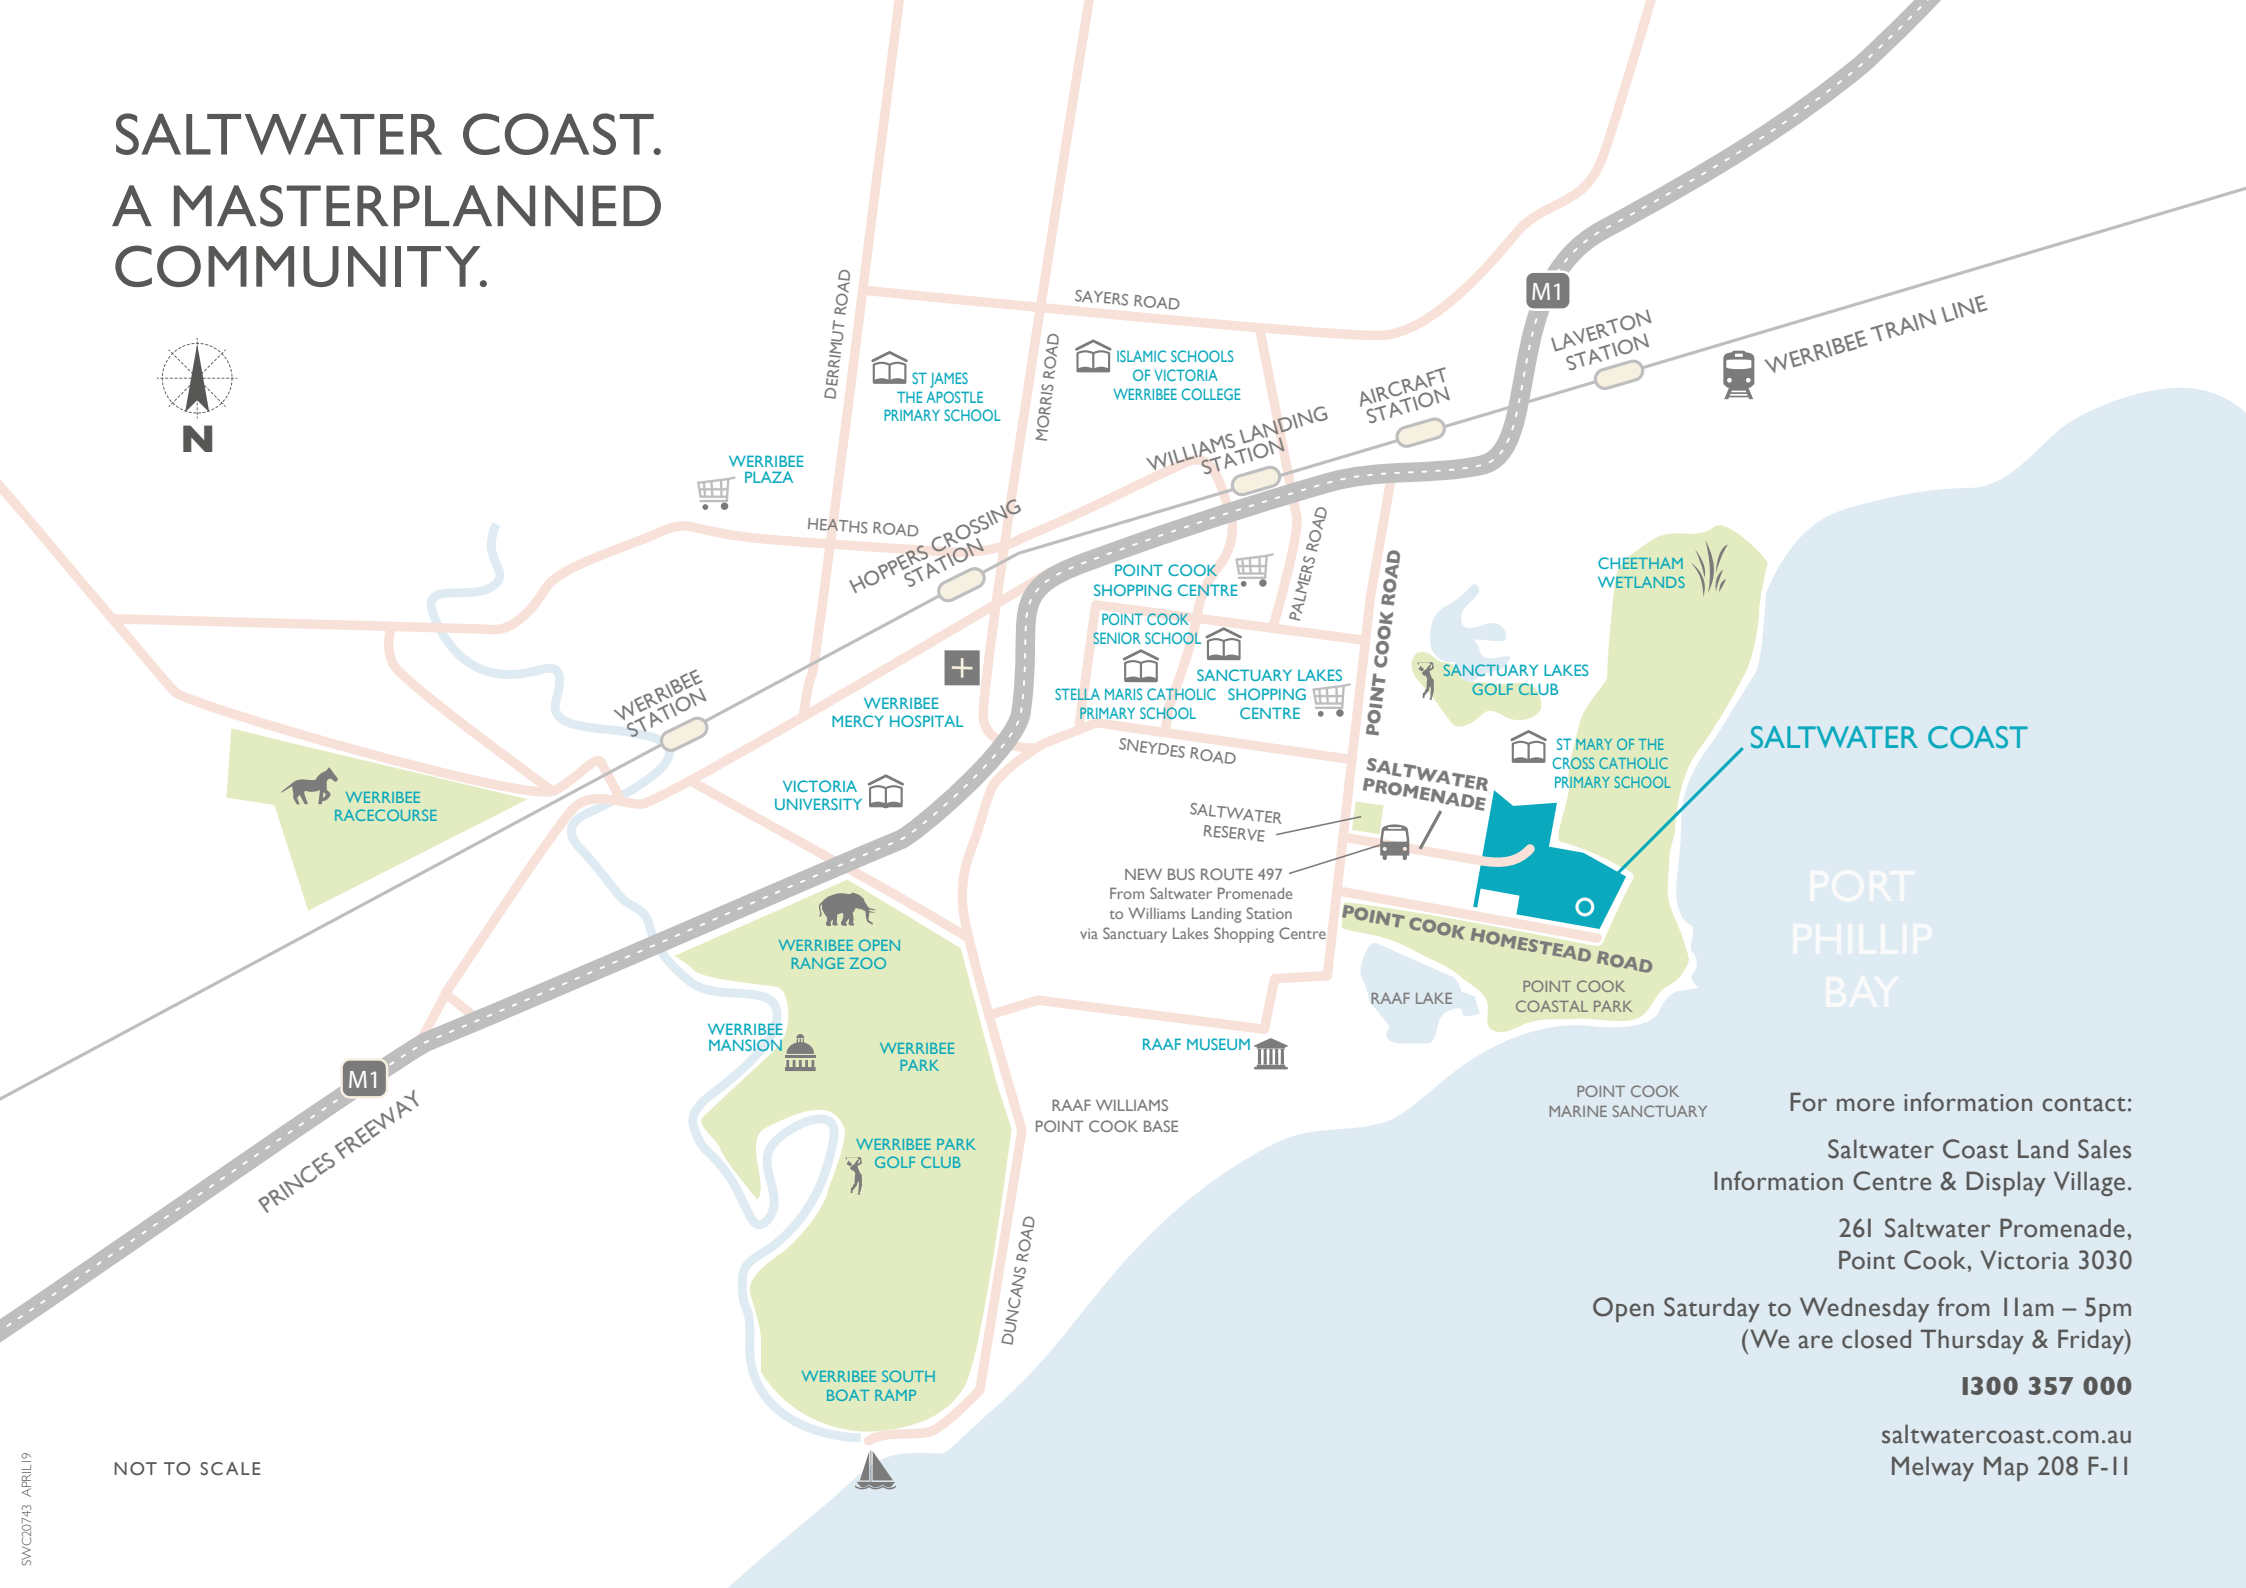 SALTWATER COAST.
A MASTERPLANNED
COMMUNITY.
N
DERRIMUT ROAD
SAYERS ROAD
MORRIS ROAD
ST JAMES
THE APOSTLE
PRIMARY SCHOOL
ISLAMIC SCHOOLS
OF VICTORIA
WERRIBEE COLLEGE
M1
LAVERTON
STATION
WERRIBEE TRAIN LINE
AIRCRAFT
STATION
WILLIAMS LANDING
STATION
WERRIBEE
PLAZA
HEATHS ROAD
HOPPERS CROSSING
STATION
PALMERS ROAD
POINT COOK ROAD
POINT COOK
SHOPPING CENTRE
POINT COOK
SENIOR SCHOOL
CHEETHAM
WETLANDS
STELLA MARIS CATHOLIC
PRIMARY SCHOOL
SANCTUARY LAKES
SHOPPING
CENTRE
SANCTUARY LAKES
GOLF CLUB
WERRIBEE
STATION
WERRIBEE
MERCY HOSPITAL
SNEYDES ROAD
ST MARY OF THE
CROSS CATHOLIC
PRIMARY SCHOOL
SALTWATER COAST
VICTORIA
UNIVERSITY
WERRIBEE
RACECOURSE
SALTWATER
PROMENADE
SALTWATER
RESERVE
NEW BUS ROUTE 497
From Saltwater Promenade
to Williams Landing Station
via Sanctuary Lakes Shopping Centre
POINT COOK HOMESTEAD ROAD
PORT
PHILLIP
BAY
WERRIBEE OPEN
RANGE ZOO
RAAF LAKE
POINT COOK
COASTAL PARK
WERRIBEE
MANSION
WERRIBEE
PARK
RAAF MUSEUM
M1
PRINCES FREEWAY
RAAF WILLIAMS
POINT COOK BASE
POINT COOK
MARINE SANCTUARY
WERRIBEE PARK
GOLF CLUB
DUNCANS ROAD
WERRIBEE SOUTH
BOAT RAMP
For more information contact:
Saltwater Coast Land Sales
Information Centre & Display Village.
261 Saltwater Promenade,
Point Cook, Victoria 3030
Open Saturday to Wednesday from 11am – 5pm
(We are closed Thursday & Friday)
1300 357 000
saltwatercoast.com.au
Melway Map 208 F-11
NOT TO SCALE
SWC20743 APRIL19